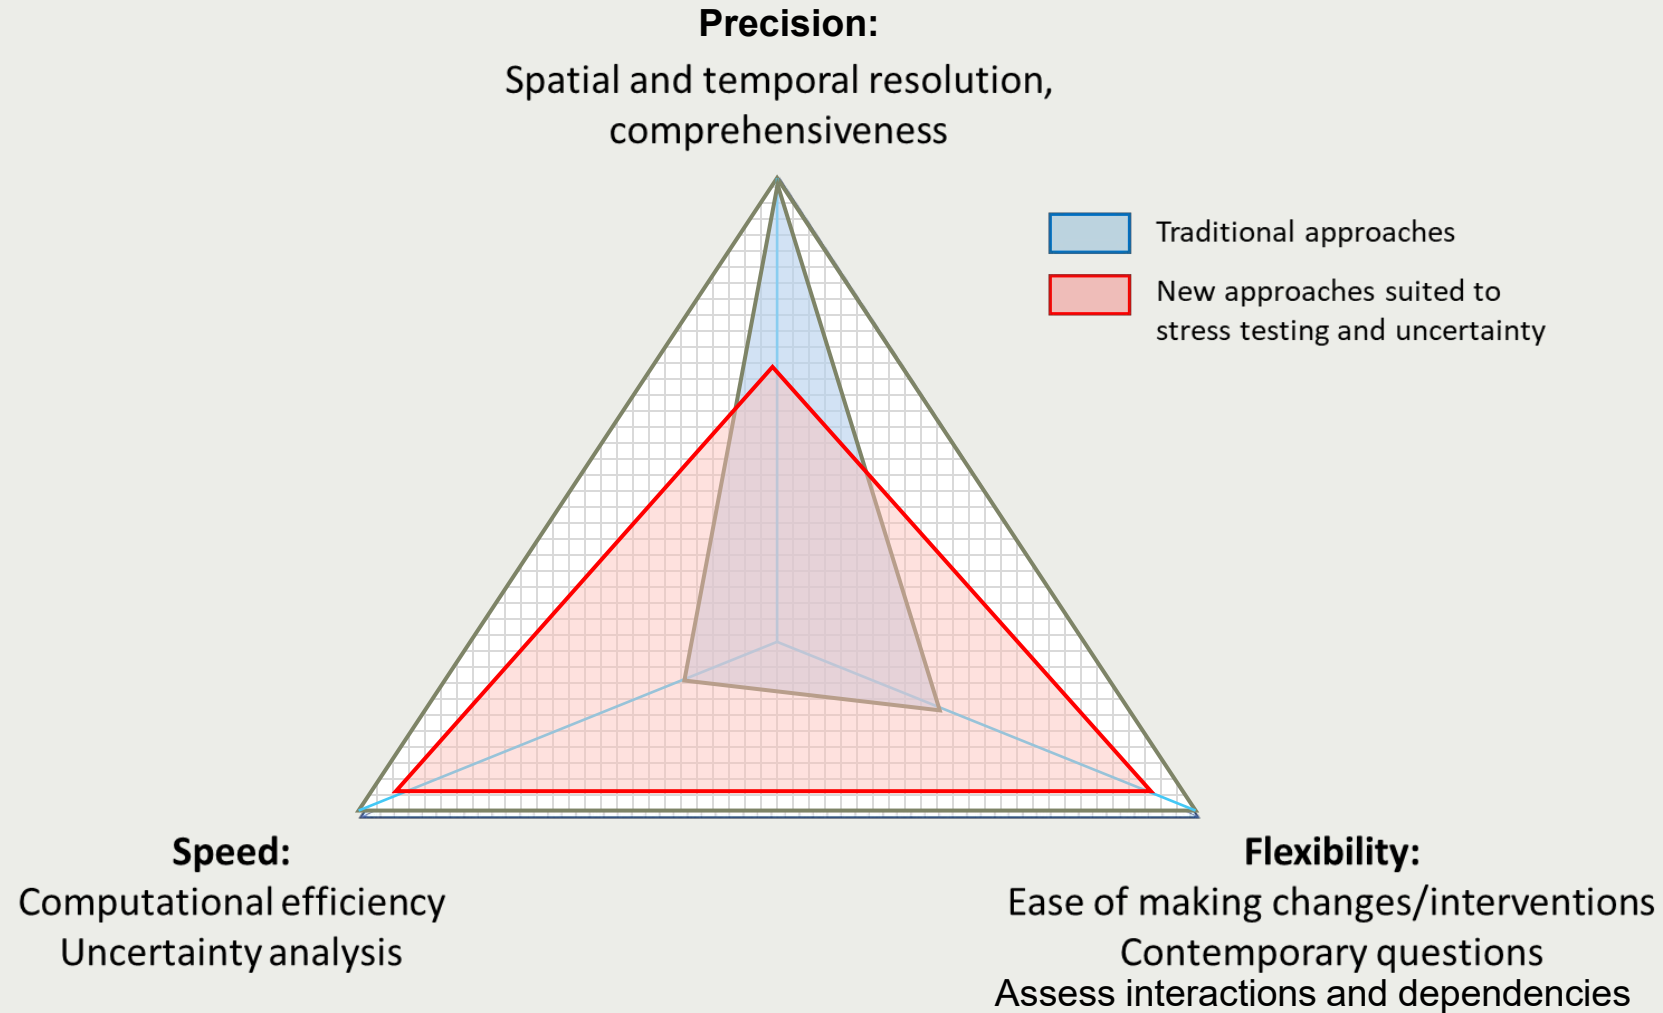 Precision:
Spatial and temporal resolution,
comprehensiveness
Traditional approaches
New approaches suited to
stress testing and uncertainty
Speed:
Computational efficiency
Uncertainty analysis
Flexibility:
Ease of making changes/interventions
Contemporary questions
Assess interactions and dependencies